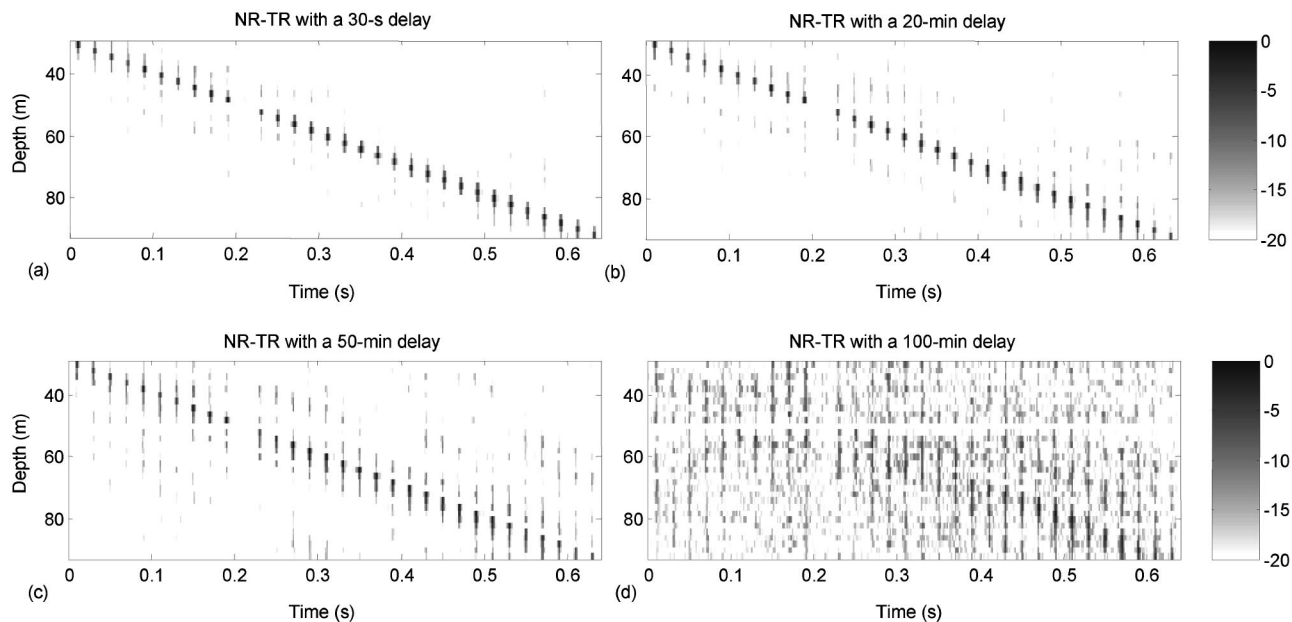 NR-TR with a 30-s delay
Depth (m)
40
60
80
0 0.1 0.2 0.3 0.4 0.5 0.6
(a)
Time (s)
NR-TR with a 20-min delay
40
60
80
0 0.1 0.2 0.3 0.4 0.5 0.6
(b)
Time (s)
0
-5
-10
-15
-20
NR-TR with a 50-min delay
Depth (m)
40
60
80
0 0.1 0.2 0.3 0.4 0.5 0.6
(c)
Time (s)
NR-TR with a 100-min delay
40
60
80
0 0.1 0.2 0.3 0.4 0.5 0.6
(d)
Time (s)
0
-5
-10
-15
-20